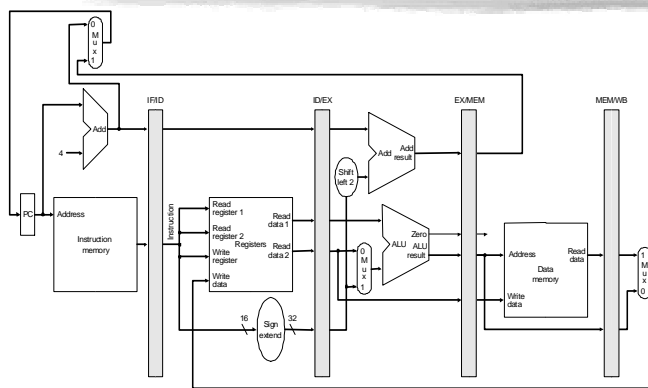 0
M
u
x
1
IF/ID
ID/EX
EX/MEM
MEM/WB
Add
4
PC
Address
Instruction
memory
Instruction
Read
register 1
Read
register 2
Registers
Write
register
Write
data
Read
data 1
Read
data 2
16
Sign
extend
32
Shift
left 2
Add
Add
result
0
M
u
x
1
ALU
Zero
ALU
result
Address
Write
data
Data
memory
Read
data
1
M
u
x
0